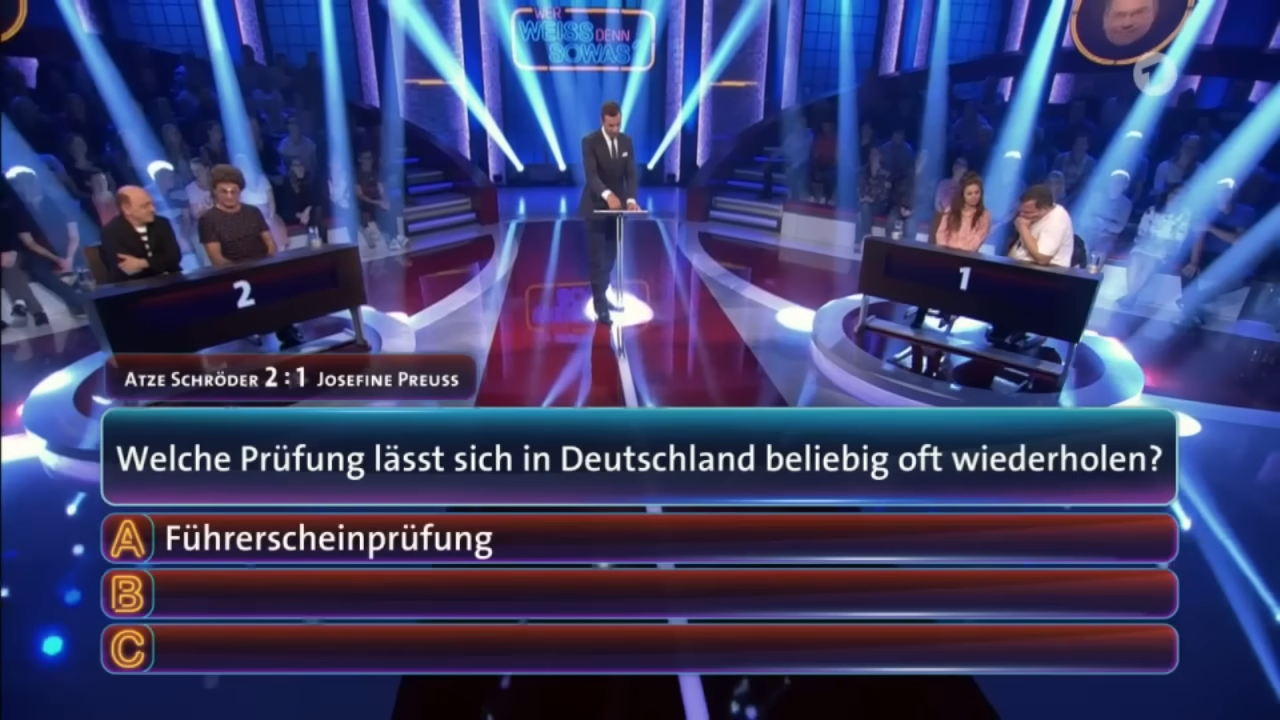 WER
WEISS DENN
SOWAS?
1
2
1
ATZE SCHRÖDER 2:1 JOSEFINE PREUSS
Welche Prüfung lässt sich in Deutschland beliebig oft wiederholen?
A Führerscheinprüfung
B
C